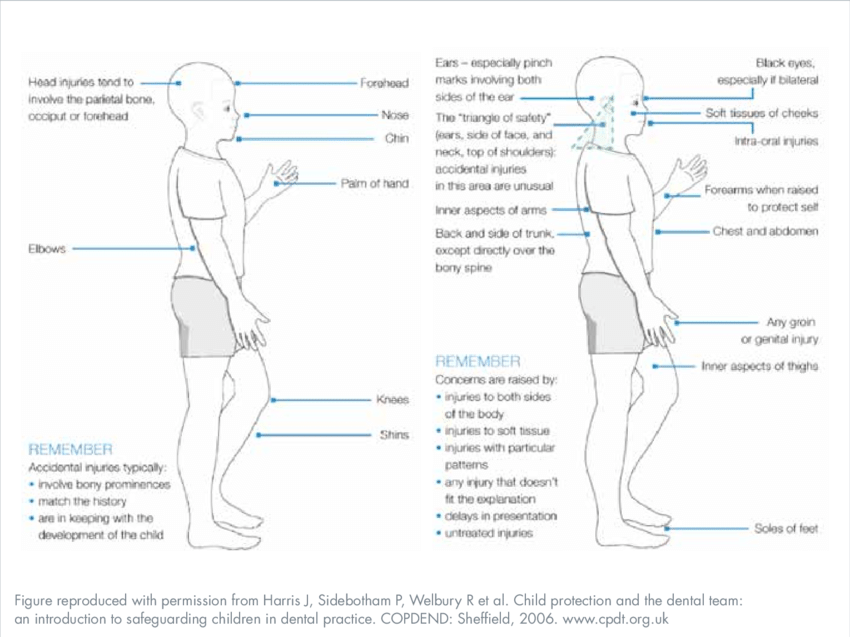 Head injuries tend to
involve the parietal bone,
occiput or forehead
Forehead
Nose
Chin
Palm of hand
Elbows
Knees
Shins
REMEMBER
Accidental injuries typically:
• involve bony prominences
• match the history
• are in keeping with the
development of the child
Ears – especially pinch
marks involving both
sides of the ear
The "triangle of safety"
(ears, side of face, and
neck, top of shoulders):
accidental injuries
in this area are unusual
Inner aspects of arms
Back and side of trunk,
except directly over the
bony spine
Black eyes,
especially if bilateral
Soft tissues of cheeks
Intra-oral injuries
Forearms when raised
to protect self
Chest and abdomen
Any groin
or genital injury
Inner aspects of thighs
Soles of feet
REMEMBER
Concerns are raised by:
• injuries to both sides
of the body
• injuries to soft tissue
• injuries with particular
patterns
• any injury that doesn't
fit the explanation
• delays in presentation
• untreated injuries
Figure reproduced with permission from Harris J, Sidebotham P, Welbury R et al. Child protection and the dental team:
an introduction to safeguarding children in dental practice. COPDEND: Sheffield, 2006. www.cpdt.org.uk